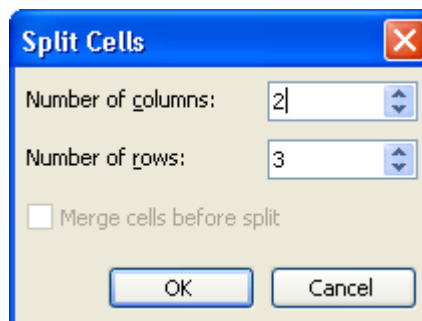 Split Cells
Number of columns: 2
Number of rows: 3
Merge cells before split
OK Cancel